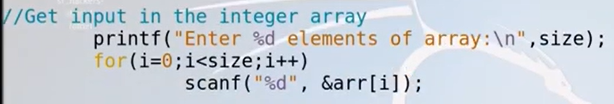 //Get input in the integer array
printf("Enter %d elements of array:\n",size);
for(i=0;i<size;i++)
scanf("%d", &arr[i]);